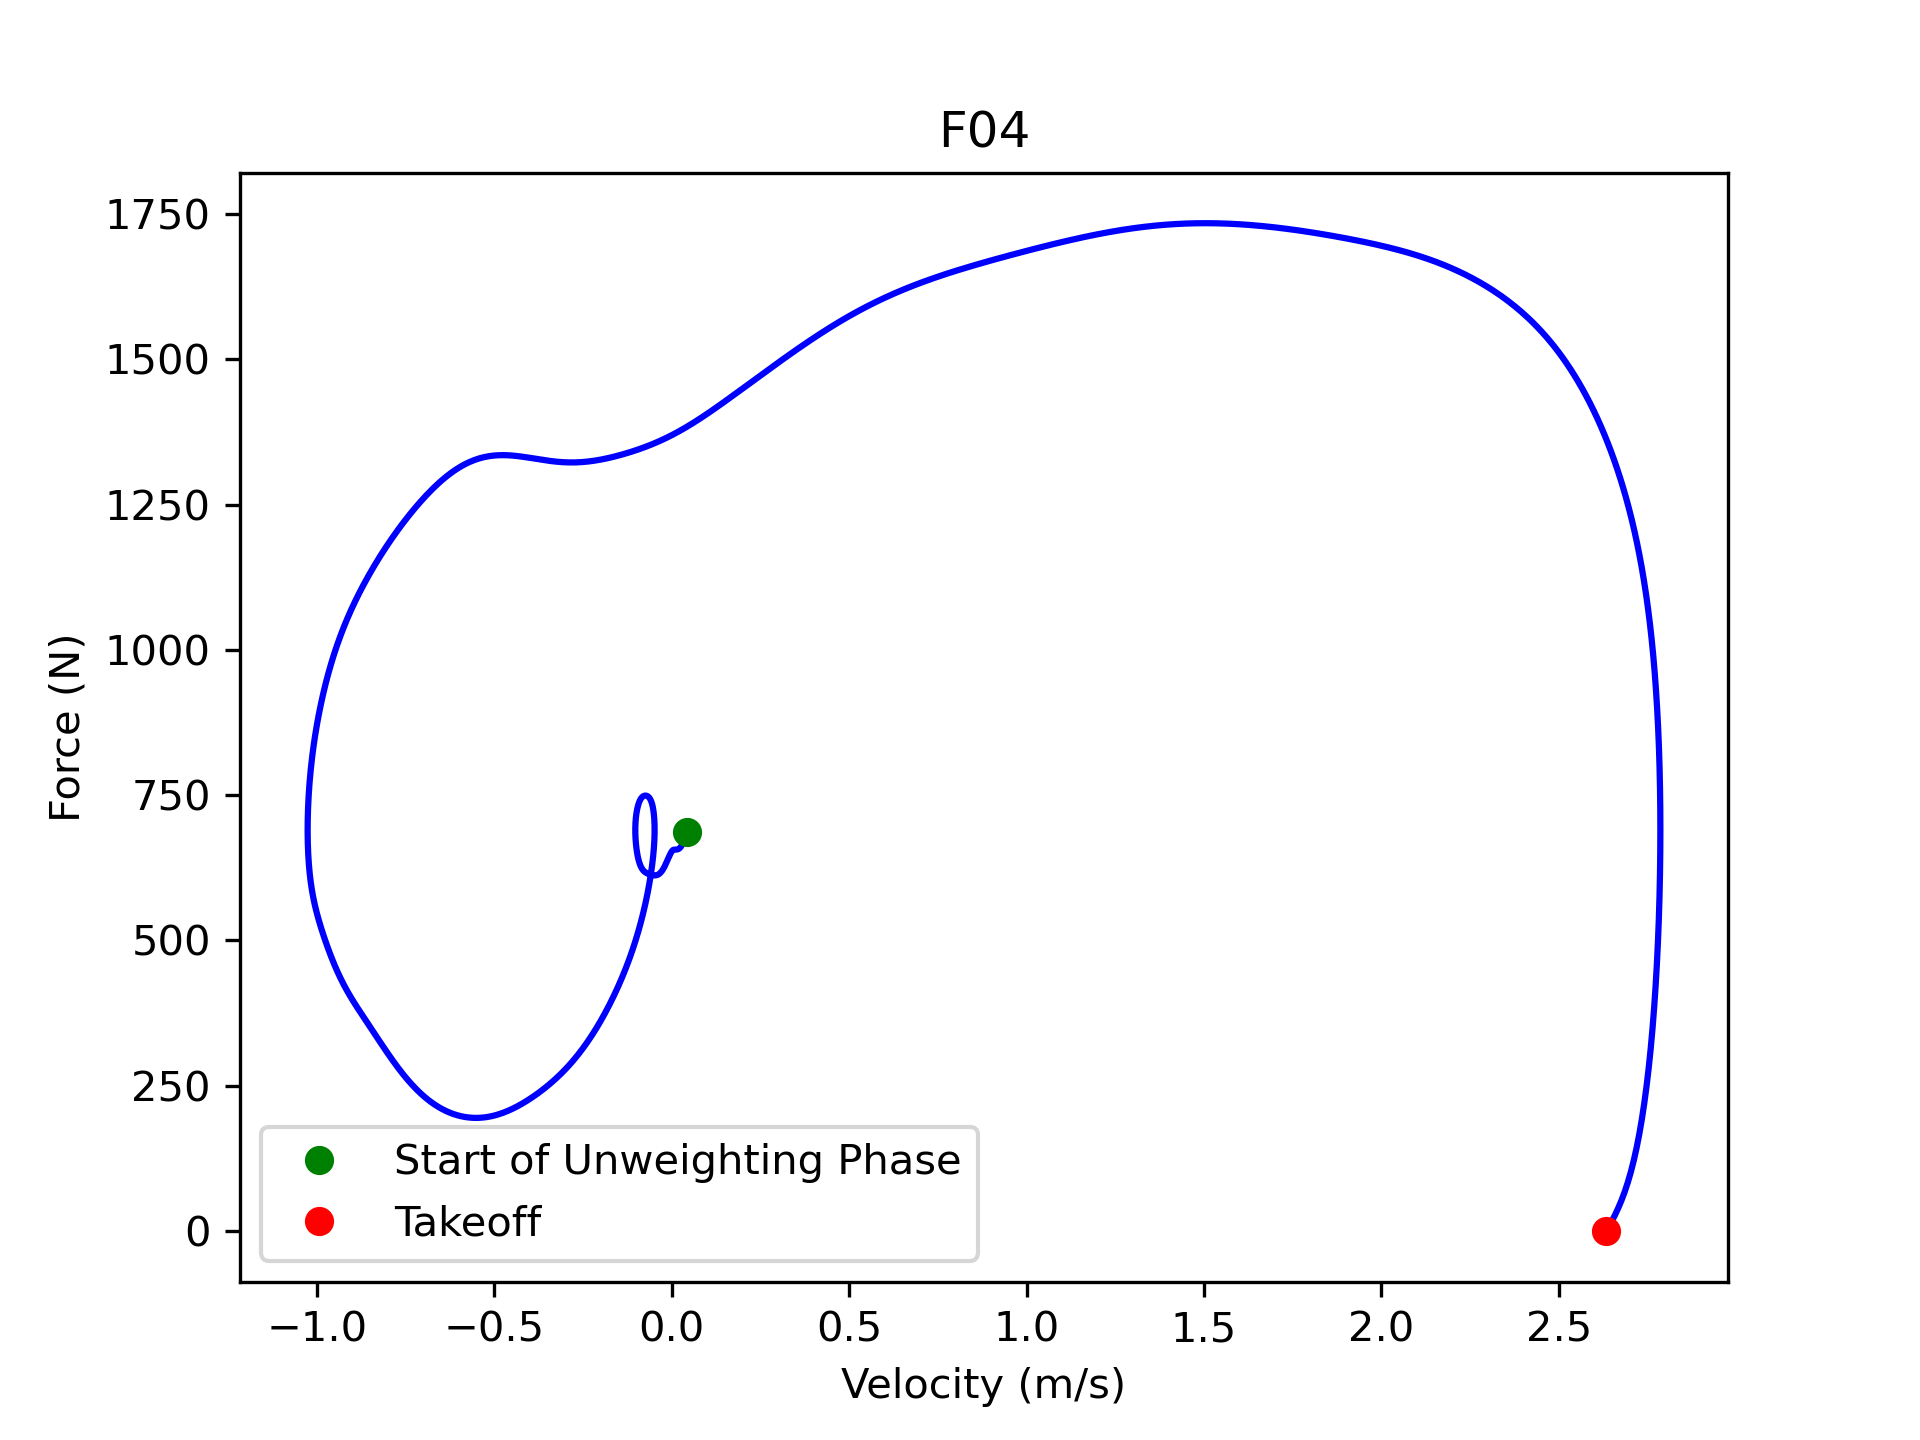 F04
1750
1500
1250
1000
750
500
250
0
Force (N)
Start of Unweighting Phase
Takeoff
−1.0 −0.5 0.0 0.5 1.0 1.5 2.0 2.5
Velocity (m/s)